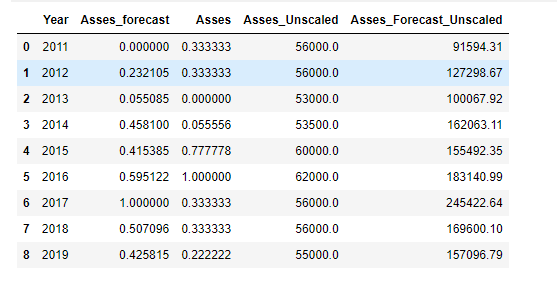 Year Asses_forecast Asses Asses_Unscaled Asses_Forecast_Unscaled
0 2011 0.000000 0.333333 56000.0 91594.31
1 2012 0.232105 0.333333 56000.0 127298.67
2 2013 0.055085 0.000000 53000.0 100067.92
3 2014 0.458100 0.055556 53500.0 162063.11
4 2015 0.415385 0.777778 60000.0 155492.35
5 2016 0.595122 1.000000 62000.0 183140.99
6 2017 1.000000 0.333333 56000.0 245422.64
7 2018 0.507096 0.333333 56000.0 169600.10
8 2019 0.425815 0.222222 55000.0 157096.79